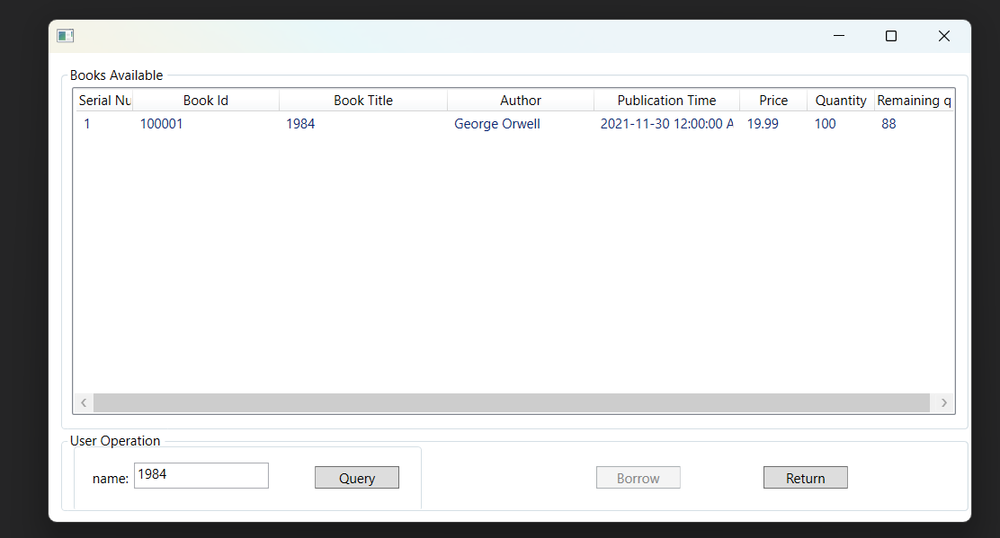 Books Available
Serial Nu Book Id Book Title Author Publication Time Price Quantity Remaining q
1 100001 1984 George Orwell 2021-11-30 12:00:00 A 19.99 100 88
User Operation
name: 1984 Query Borrow Return